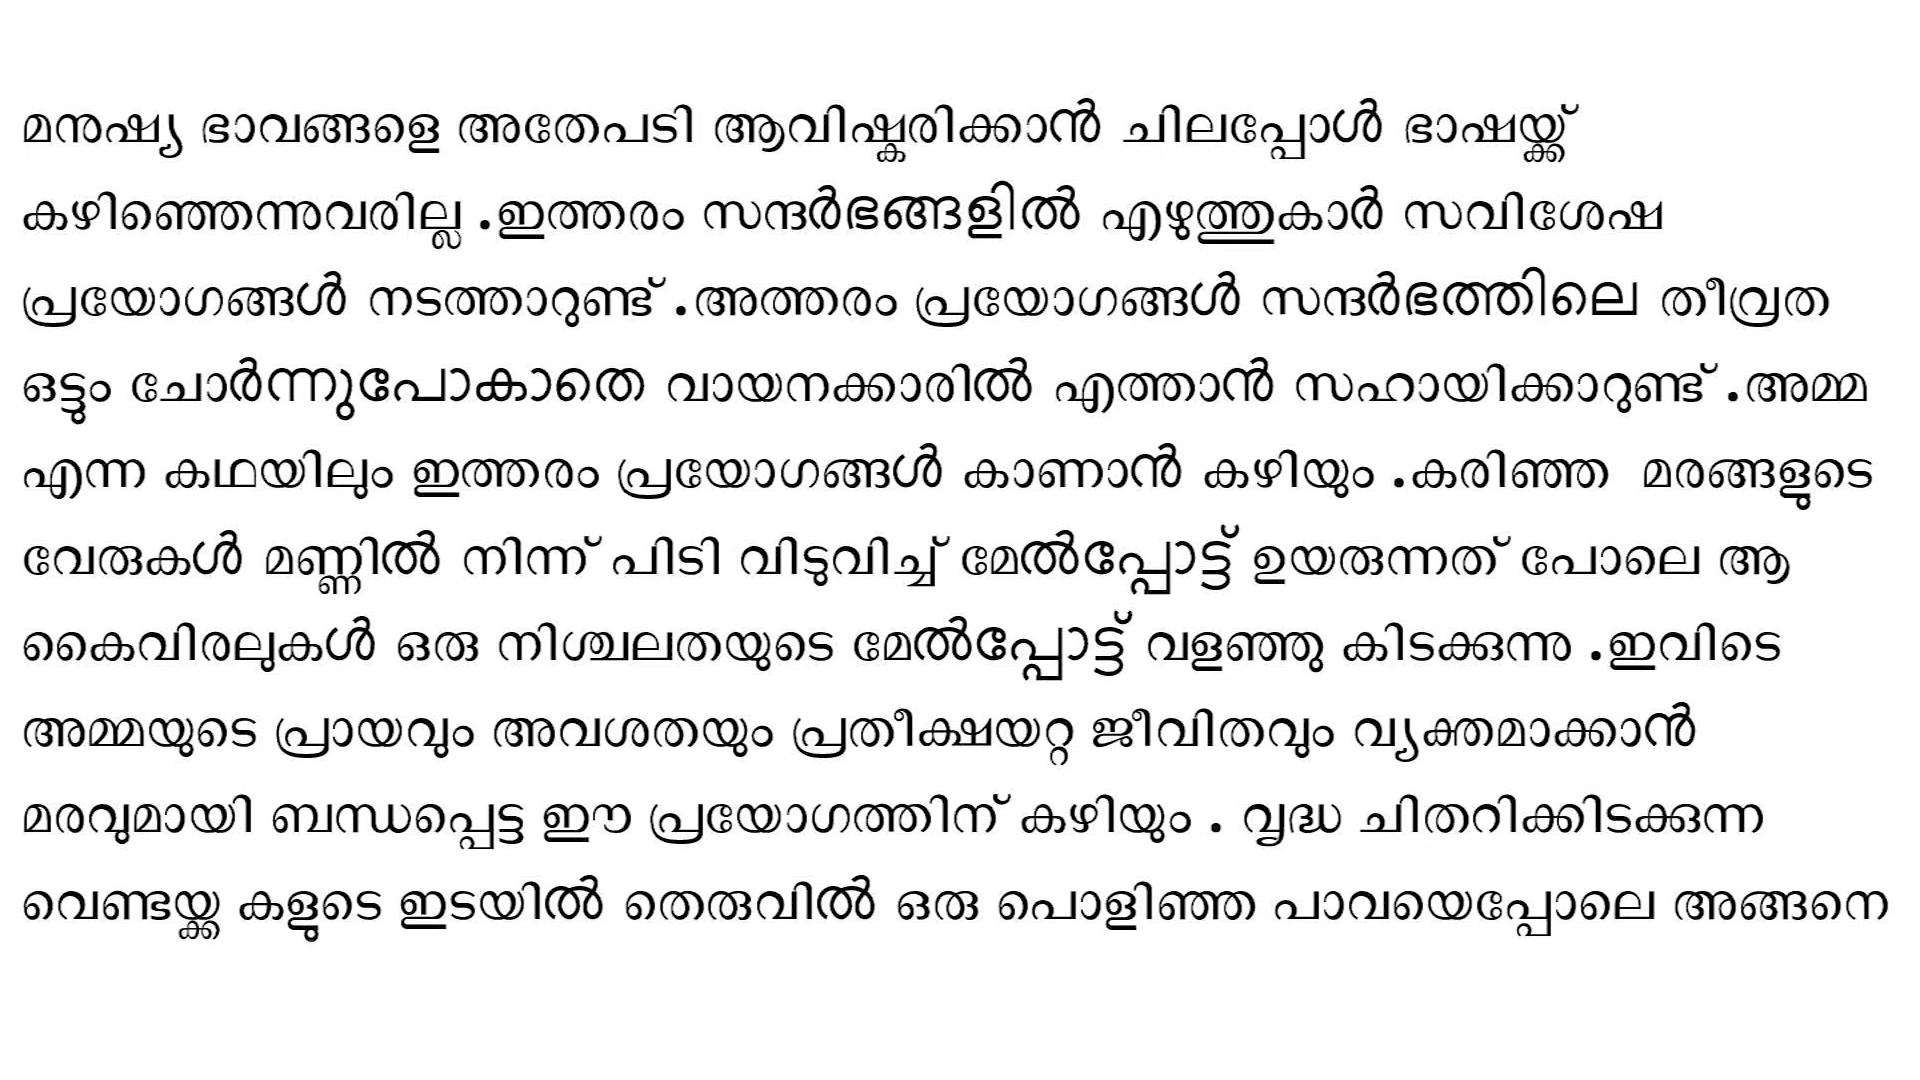 മനുഷ്യ ഭാവങ്ങളെ അതേപടി ആവിഷ്കരിക്കാൻ ചിലപ്പോൾ ഭാഷയ്ക്ക്
കഴിഞ്ഞെന്നുവരില്ല .ഇത്തരം സന്ദർഭങ്ങളിൽ എഴുത്തുകാർ സവിശേഷ
പ്രയോഗങ്ങൾ നടത്താറുണ്ട് .അത്തരം പ്രയോഗങ്ങൾ സന്ദർഭത്തിലെ തീവ്രത
ഒട്ടും ചോർന്നുപോകാതെ വായനക്കാരിൽ എത്താൻ സഹായിക്കാറുണ്ട് .അമ്മ
എന്ന കഥയിലും ഇത്തരം പ്രയോഗങ്ങൾ കാണാൻ കഴിയും .കരിഞ്ഞ മരങ്ങളുടെ
വേരുകൾ മണ്ണിൽ നിന്ന് പിടി വിടുവിച്ച് മേൽപ്പോട്ട് ഉയരുന്നത് പോലെ ആ
കൈവിരലുകൾ ഒരു നിശ്ചലതയുടെ മേൽപ്പോട്ട് വളഞ്ഞു കിടക്കുന്നു .ഇവിടെ
അമ്മയുടെ പ്രായവും അവശതയും പ്രതീക്ഷയറ്റ ജീവിതവും വ്യക്തമാക്കാൻ
മരവുമായി ബന്ധപ്പെട്ട ഈ പ്രയോഗത്തിന് കഴിയും . വൃദ്ധ ചിതറിക്കിടക്കുന്ന
വെണ്ടയ്ക്ക കളുടെ ഇടയിൽ തെരുവിൽ ഒരു പൊളിഞ്ഞ പാവയെപ്പോലെ അങ്ങനെ